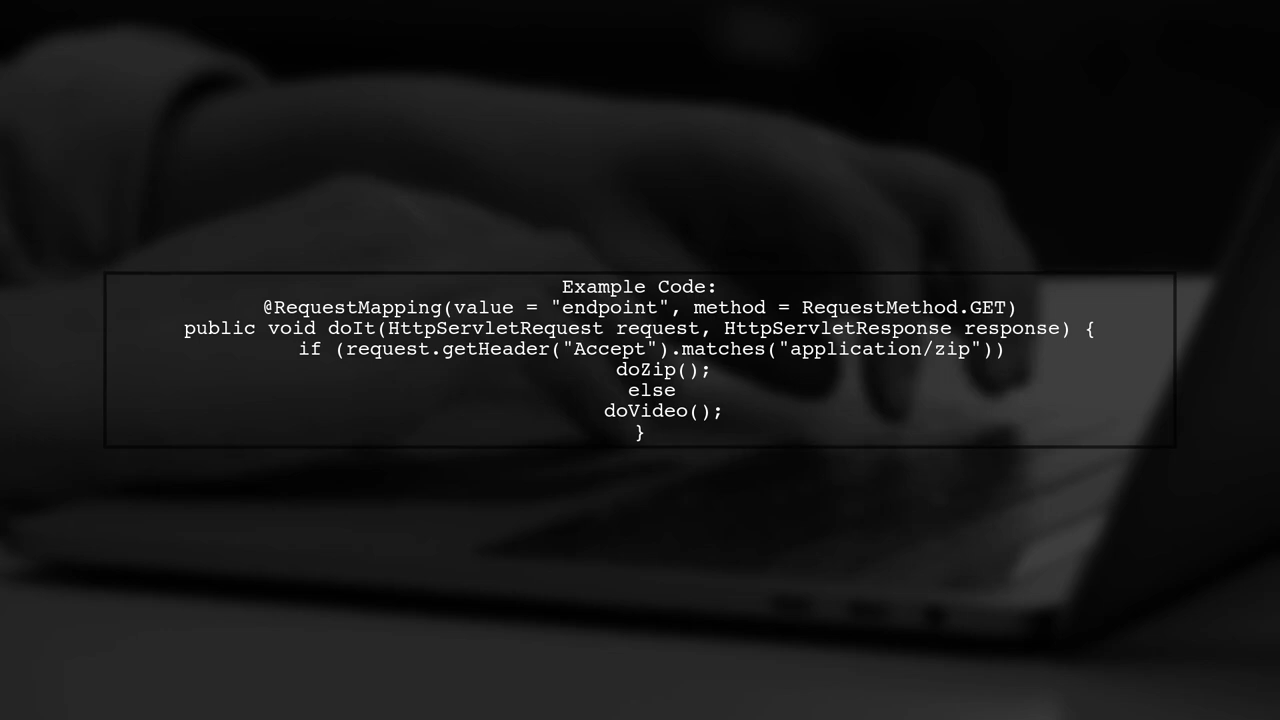 Example Code:
@RequestMapping(value = "endpoint", method = RequestMethod.GET)
public void doIt(HttpServletRequest request, HttpServletResponse response) {
if (request.getHeader("Accept").matches("application/zip"))
doZip();
else
doVideo();
}